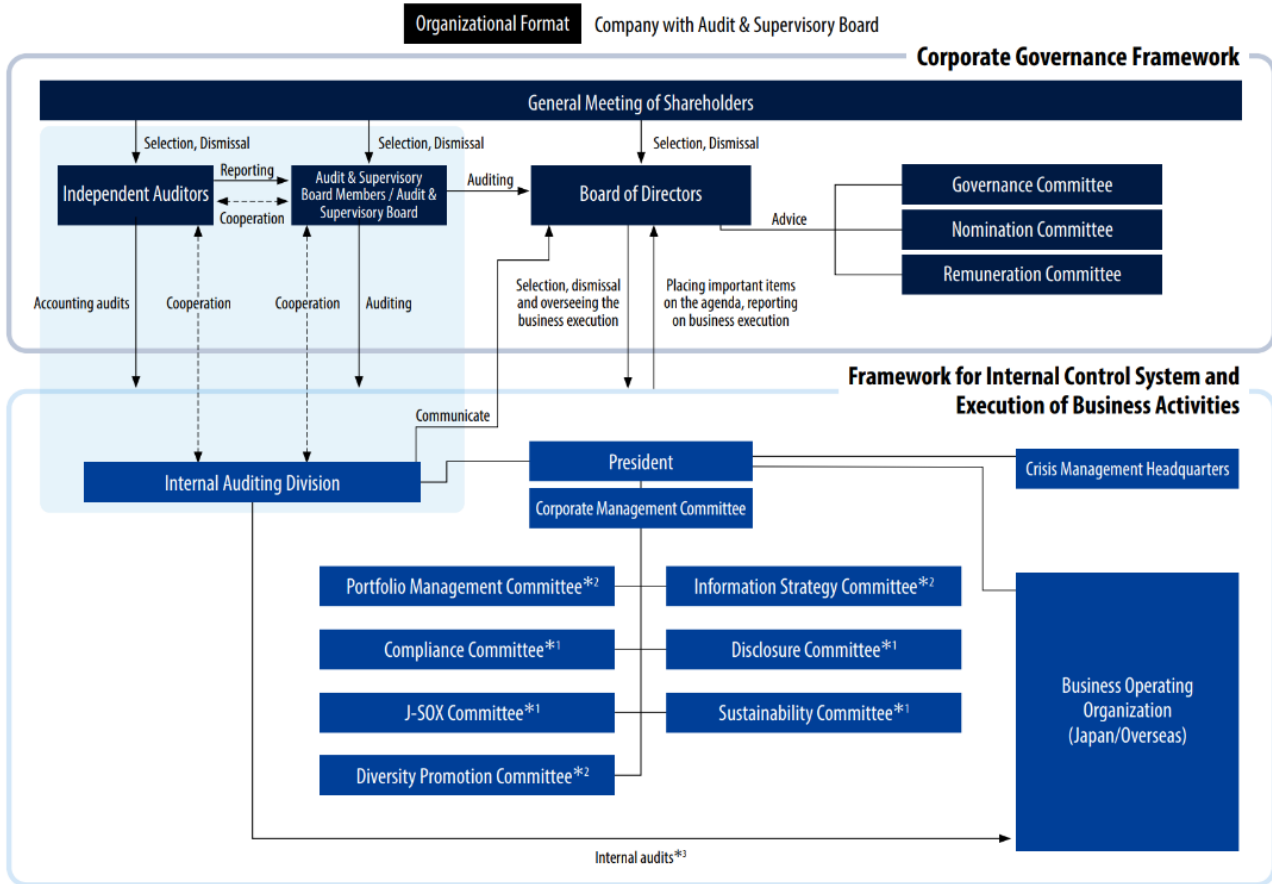 Organizational Format Company with Audit & Supervisory Board
Corporate Governance Framework
General Meeting of Shareholders
Selection, Dismissal
Selection, Dismissal
Selection, Dismissal
Independent Auditors
Reporting
Cooperation
Audit & Supervisory
Board Members / Audit &
Supervisory Board
Auditing
Board of Directors
Advice
Governance Committee
Nomination Committee
Remuneration Committee
Accounting audits
Cooperation
Cooperation
Auditing
Selection, dismissal
and overseeing the
business execution
Placing important items
on the agenda, reporting
on business execution
Framework for Internal Control System and
Execution of Business Activities
Communicate
Internal Auditing Division
President
Corporate Management Committee
Crisis Management Headquarters
Portfolio Management Committee*2
Information Strategy Committee*2
Compliance Committee*1
Disclosure Committee*1
J-SOX Committee*1
Sustainability Committee*1
Diversity Promotion Committee*2
Business Operating
Organization
(Japan/Overseas)
Internal audits*3